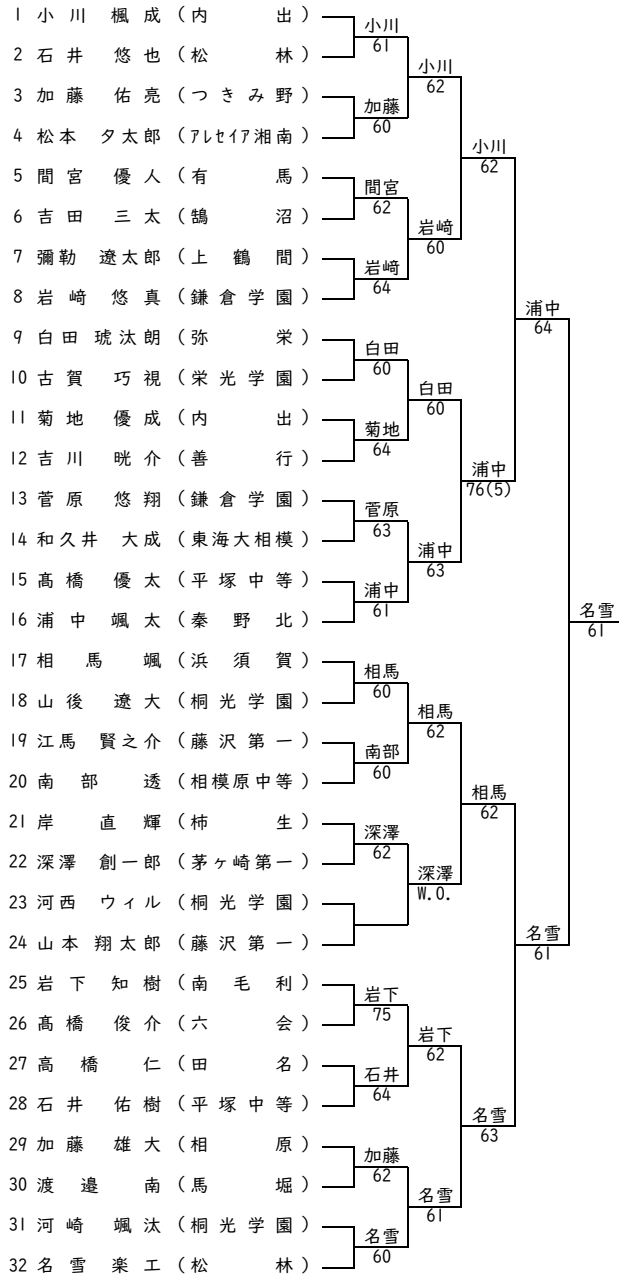 1 小川 楓成 (内出)
2 石井 悠也 (松林)
3 加藤 佑亮 (つきみ野)
4 松本 夕太郎 (アレセイア湘南)
5 間宮 優人 (有馬)
6 吉田 三太 (鵠沼)
7 彌勒 遼太郎 (上鶴間)
8 岩﨑 悠真 (鎌倉学園)
9 白田 琥汰朗 (弥栄)
10 古賀 巧視 (栄光学園)
11 菊地 優成 (内出)
12 吉川 晄介 (善行)
13 菅原 悠翔 (鎌倉学園)
14 和久井 大成 (東海大相模)
15 髙橋 優太 (平塚中等)
16 浦中 颯太 (秦野北)
17 相馬 颯 (浜須賀)
18 山後 遼大 (桐光学園)
19 江馬 賢之介 (藤沢第一)
20 南部 透 (相模原中等)
21 岸 直輝 (柿生)
22 深澤 創一郎 (茅ヶ崎第一)
23 河西 ウィル (桐光学園)
24 山本 翔太郎 (藤沢第一)
25 岩下 知樹 (南毛利)
26 髙橋 俊介 (六会)
27 高橋 仁 (田名)
28 石井 佑樹 (平塚中等)
29 加藤 雄大 (相原)
30 渡邉 南 (馬堀)
31 河崎 颯汰 (桐光学園)
32 名雪 楽工 (松林)
小川
61
加藤
60
間宮
62
岩﨑
64
白田
60
菊地
64
菅原
63
浦中
61
相馬
60
南部
60
深澤
62
岩下
75
石井
64
加藤
62
名雪
60
小川
62
岩﨑
60
白田
60
浦中
63
相馬
62
深澤
W.O.
岩下
62
名雪
61
小川
62
浦中
76(5)
相馬
62
名雪
63
浦中
64
名雪
61
名雪
61